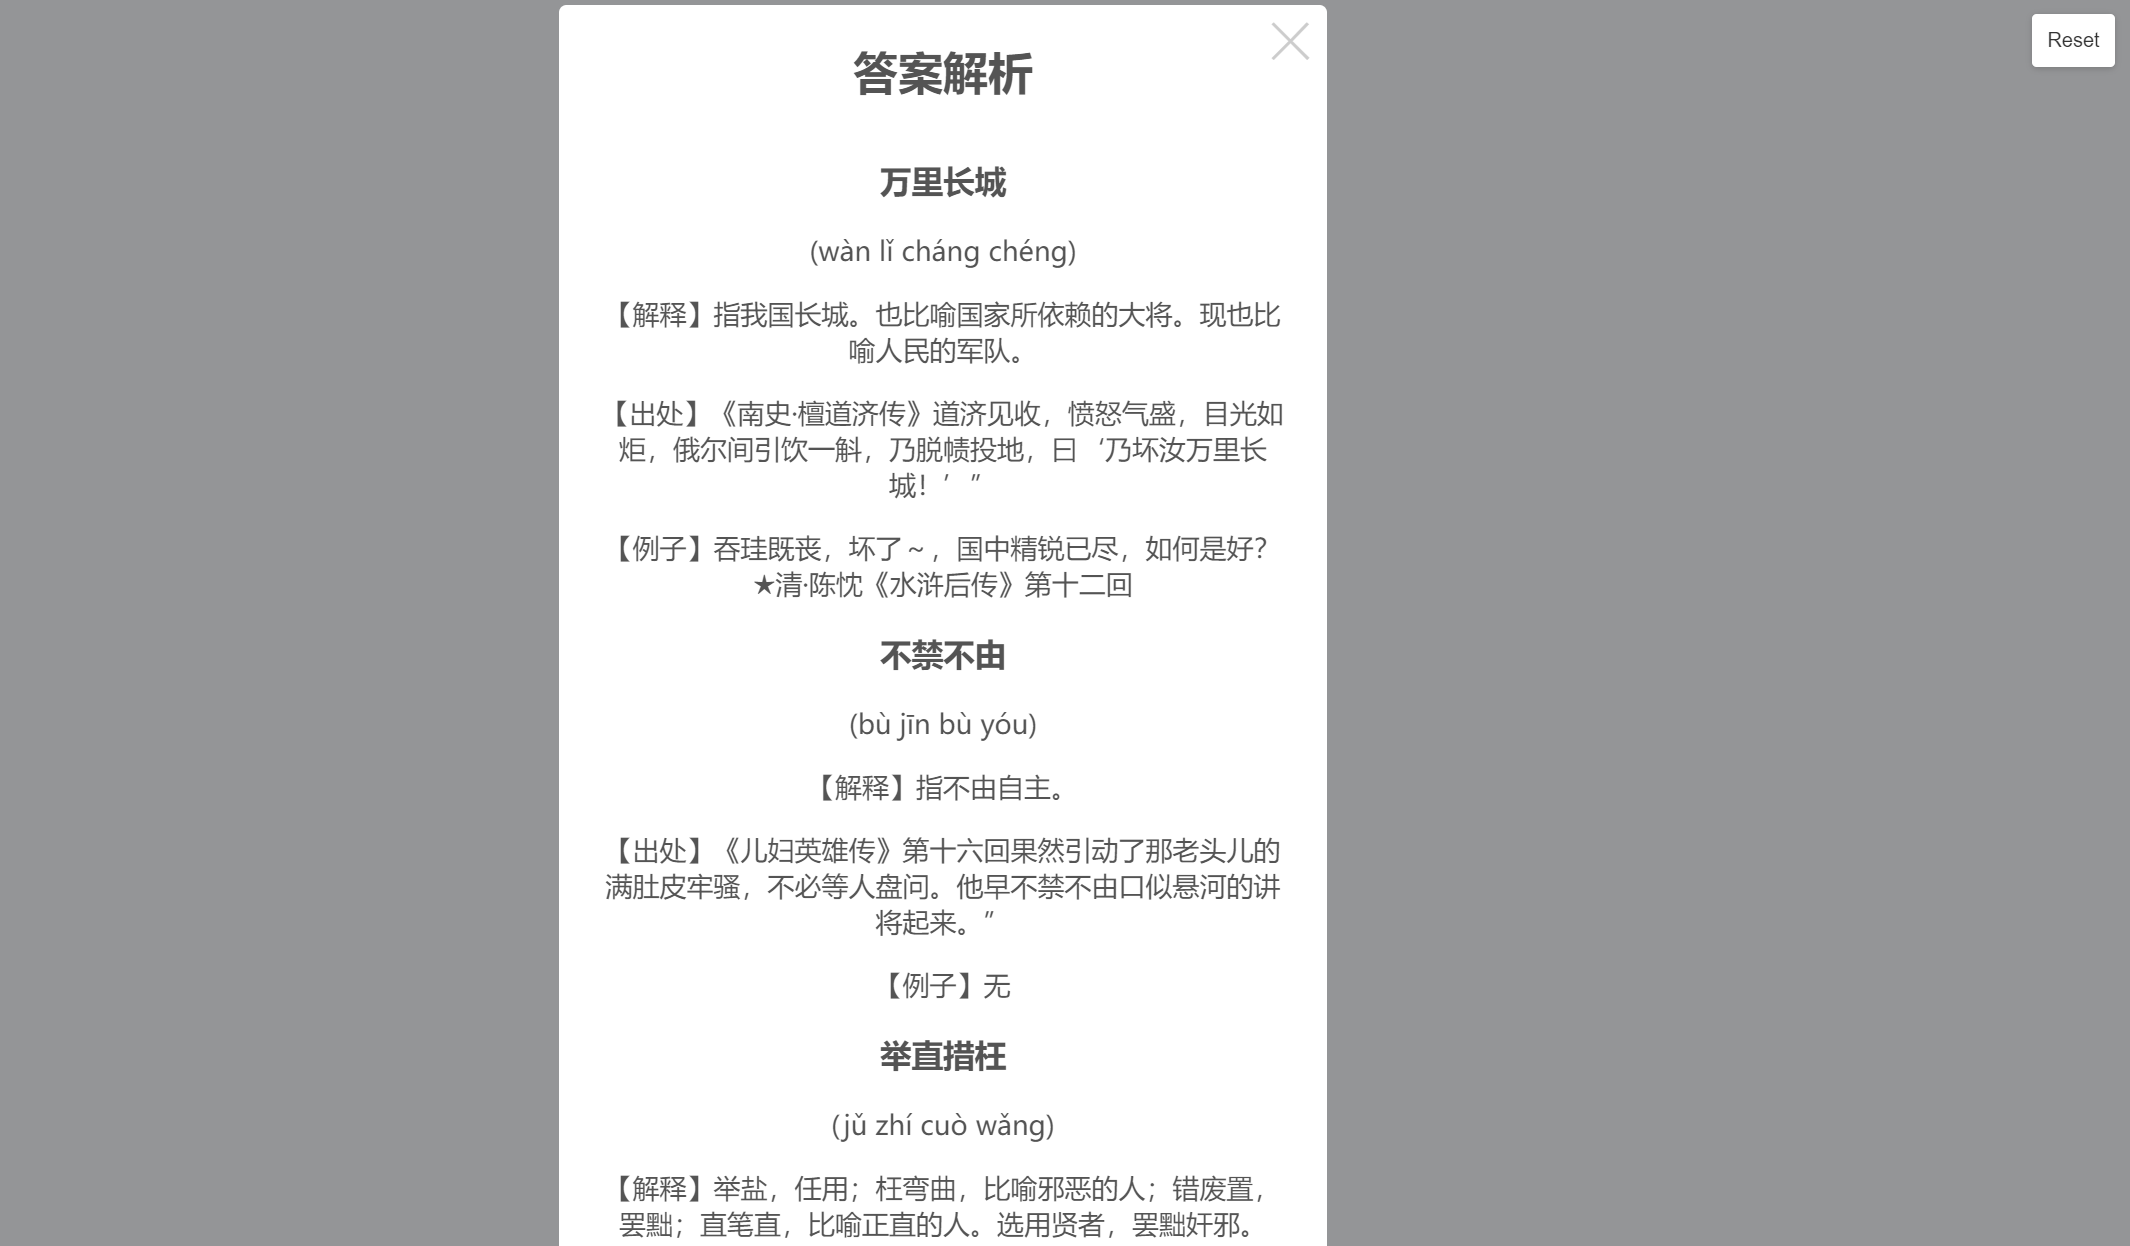 Reset
答案解析
万里长城
(wàn lǐ cháng chéng)
【解释】指我国长城。也比喻国家所依赖的大将。现也比
喻人民的军队。
【出处】《南史·檀道济传》道济见收，愤怒气盛，目光如
炬，俄尔间引饮一斛，乃脱帻投地，曰‘乃坏汝万里长
城！’”
【例子】吞珪既丧，坏了～，国中精锐已尽，如何是好？
★清·陈忱《水浒后传》第十二回
不禁不由
(bù jīn bù yóu)
【解释】指不由自主。
【出处】《儿妇英雄传》第十六回果然引动了那老头儿的
满肚皮牢骚，不必等人盘问。他早不禁不由口似悬河的讲
将起来。”
【例子】无
举直措枉
(jǔ zhí cuò wǎng)
【解释】举盐，任用；枉弯曲，比喻邪恶的人；错废置，
罢黜；直笔直，比喻正直的人。选用贤者，罢黜奸邪。